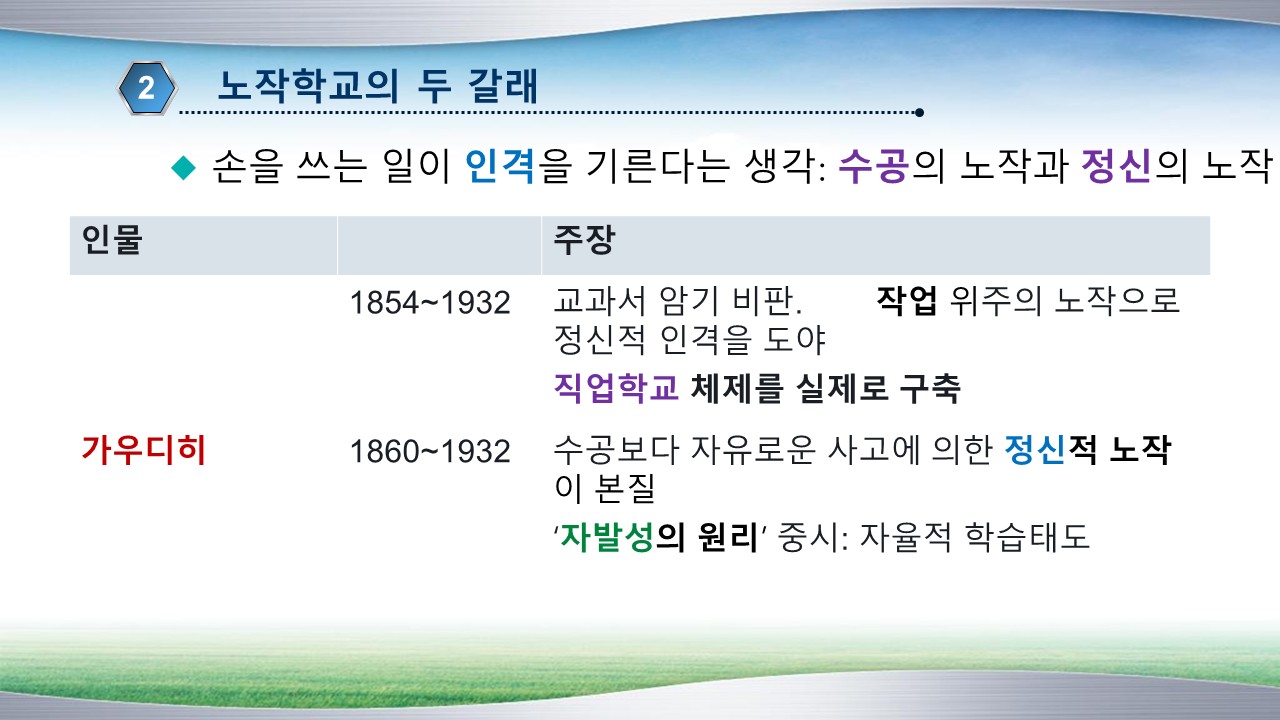 2
노작학교의 두 갈래
손을 쓰는 일이 인격을 기른다는 생각: 수공의 노작과 정신의 노작
인물 주장
1854~1932 교과서 암기 비판. 작업 위주의 노작으로
정신적 인격을 도야
직업학교 체제를 실제로 구축
가우디히 1860~1932 수공보다 자유로운 사고에 의한 정신적 노작
이 본질
‘자발성의 원리’ 중시: 자율적 학습태도